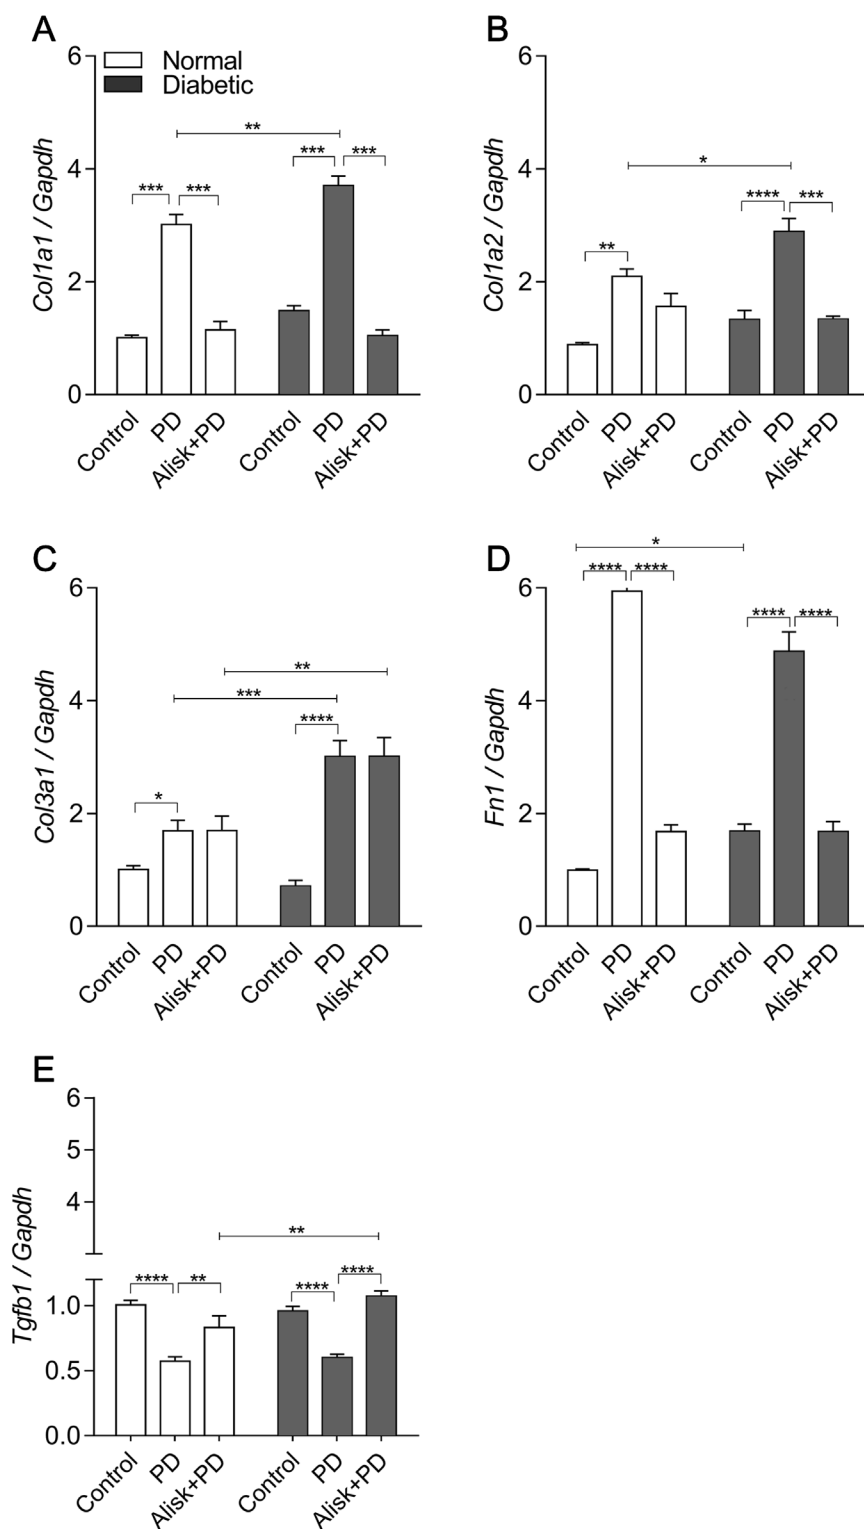 A
6
4
2
0
Col1a1 / Gapdh
Normal
Diabetic
**
***
***
***
***
Control
PD
Alisk+PD
Control
PD
Alisk+PD
B
6
4
2
0
Col1a2 / Gapdh
*
**
****
***
Control
PD
Alisk+PD
Control
PD
Alisk+PD
C
6
4
2
0
Col3a1 / Gapdh
**
***
****
*
Control
PD
Alisk+PD
Control
PD
Alisk+PD
D
6
4
2
0
Fn1 / Gapdh
*
****
****
****
****
Control
PD
Alisk+PD
Control
PD
Alisk+PD
E
6
5
4
1.0
0.5
0.0
Tgfb1 / Gapdh
**
****
**
****
****
Control
PD
Alisk+PD
Control
PD
Alisk+PD